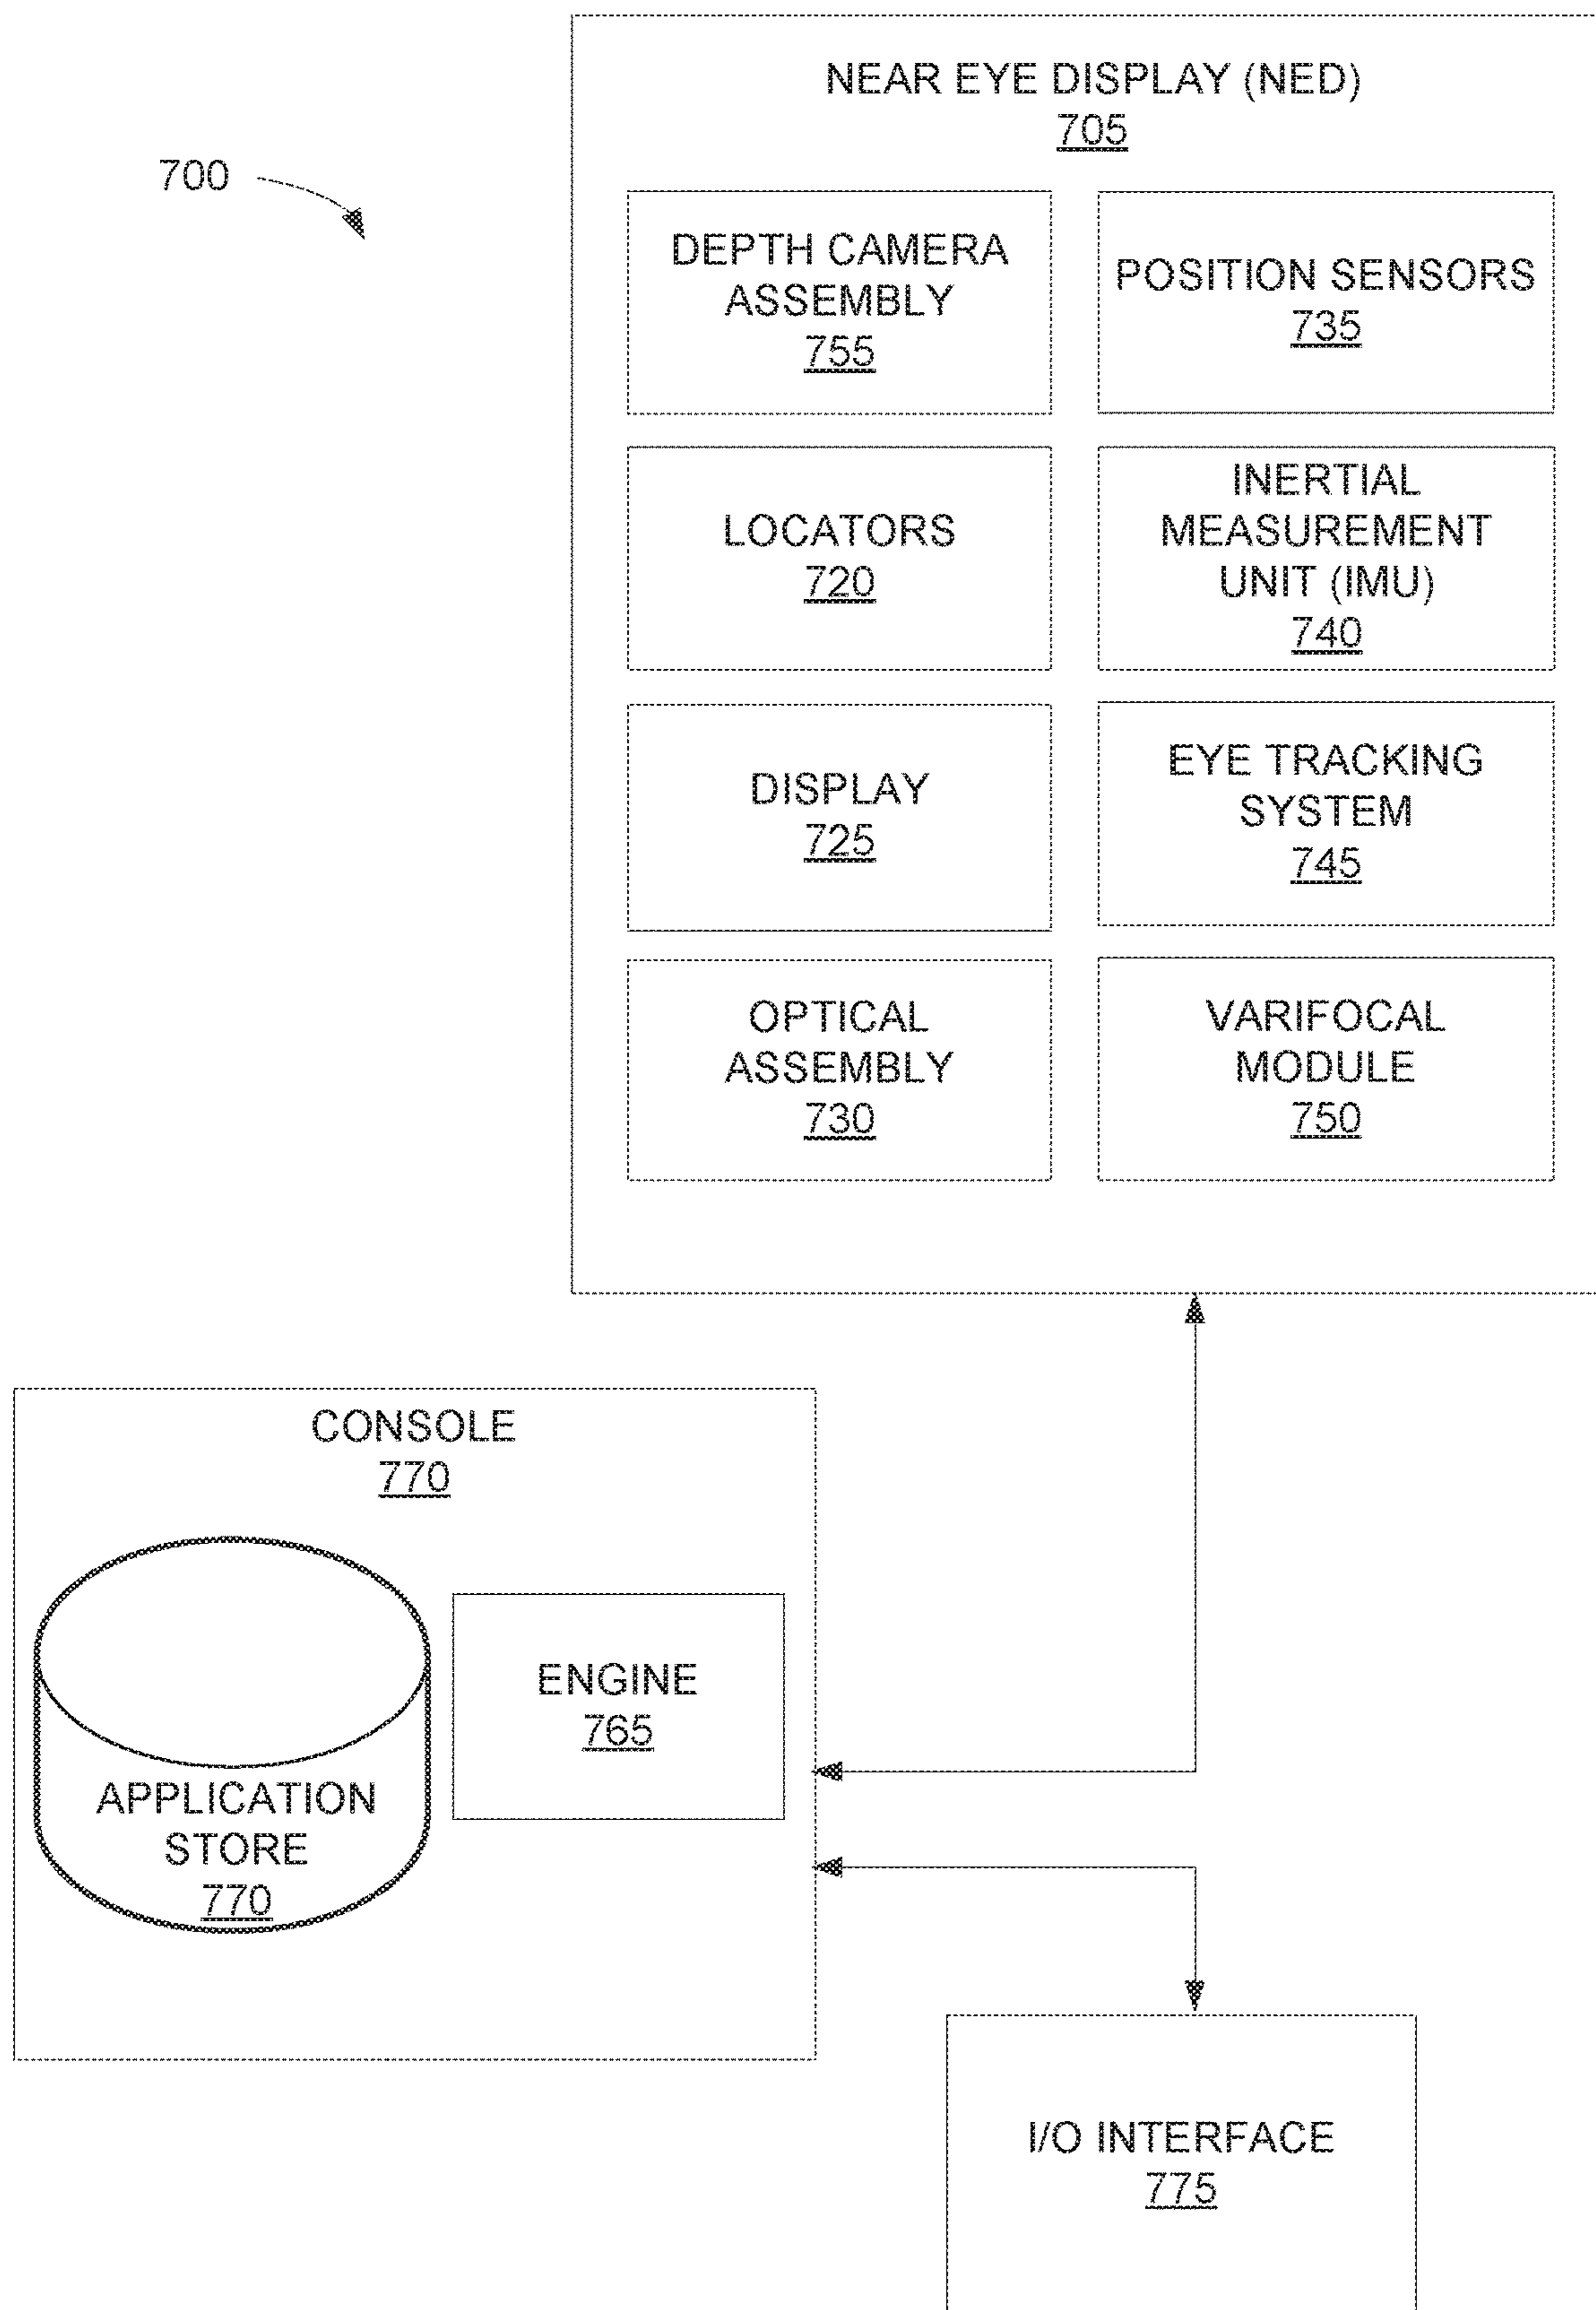 NEAR EYE DISPLAY (NED)
705
700
DEPTH CAMERA
ASSEMBLY
755
POSITION SENSORS
735
LOCATORS
720
INERTIAL
MEASUREMENT
UNIT (IMU)
740
DISPLAY
725
EYE TRACKING
SYSTEM
745
OPTICAL
ASSEMBLY
730
VARIFOCAL
MODULE
750
CONSOLE
770
ENGINE
765
APPLICATION
STORE
770
I/O INTERFACE
775